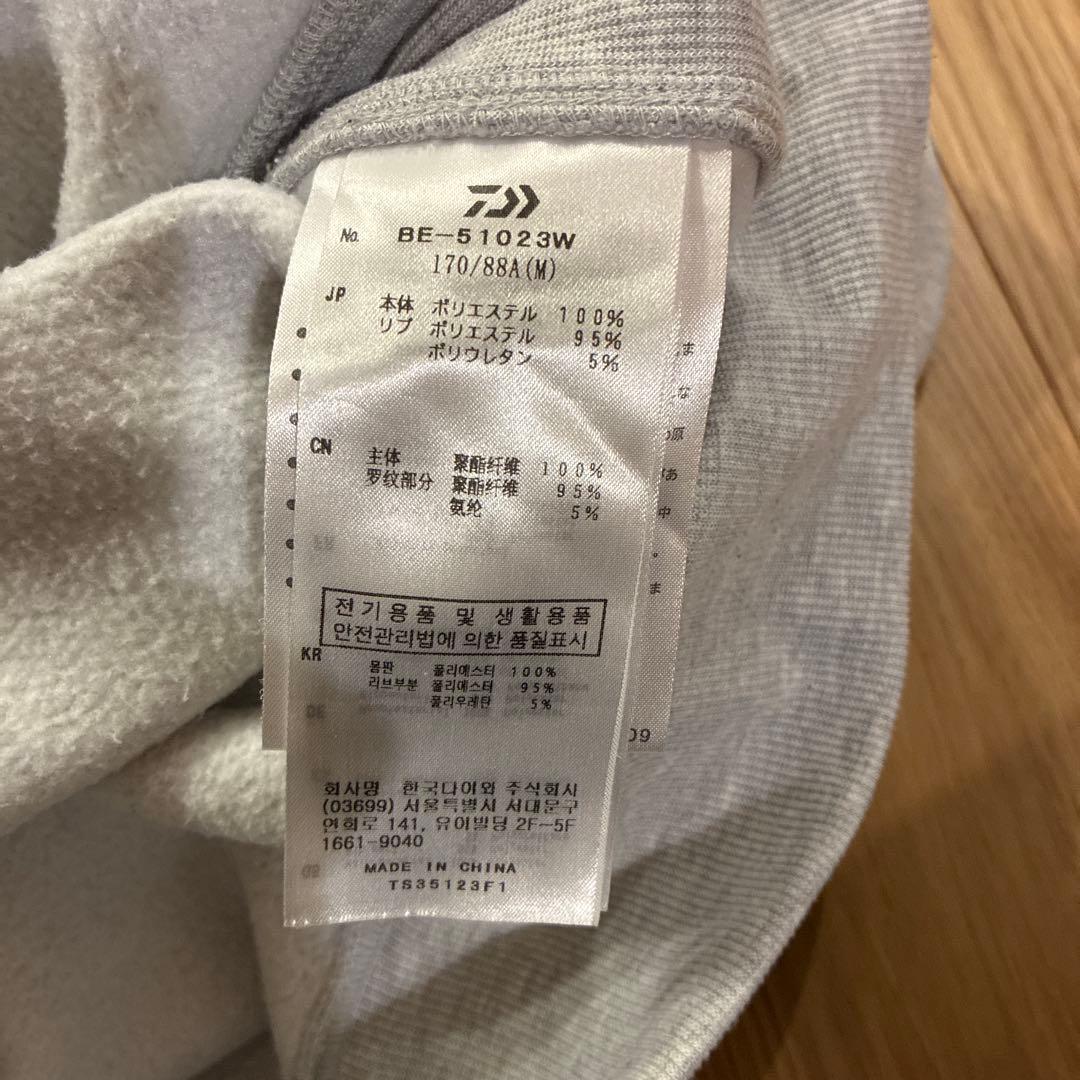 No. BE-51023W
170/88A(M)
JP 本体 ポリエステル 100%
リブ ポリエステル 95%
ポリウレタン 5%
CN 主体 聚酯纤维 100%
罗纹部分 聚酯纤维 95%
氨纶 5%
전기용품 및 생활용품
안전관리법에 의한 품질표시
KR 몸판 폴리에스터 100%
리브부분 폴리에스터 95%
폴리우레탄 5%
회사명 한국다이와 주식회사
(03699) 서울특별시 서대문구
연희로 141, 유이빌딩 2F-5F
1661-9040
MADE IN CHINA
TS35123F1
ま
な
原
あ
中
。
ま
09